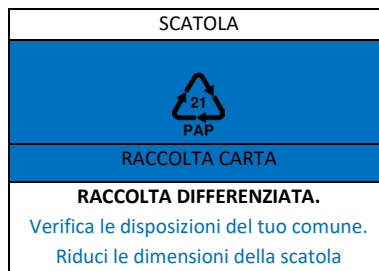 SCATOLA
21
PAP
RACCOLTA CARTA
RACCOLTA DIFFERENZIATA.
Verifica le disposizioni del tuo comune.
Riduci le dimensioni della scatola